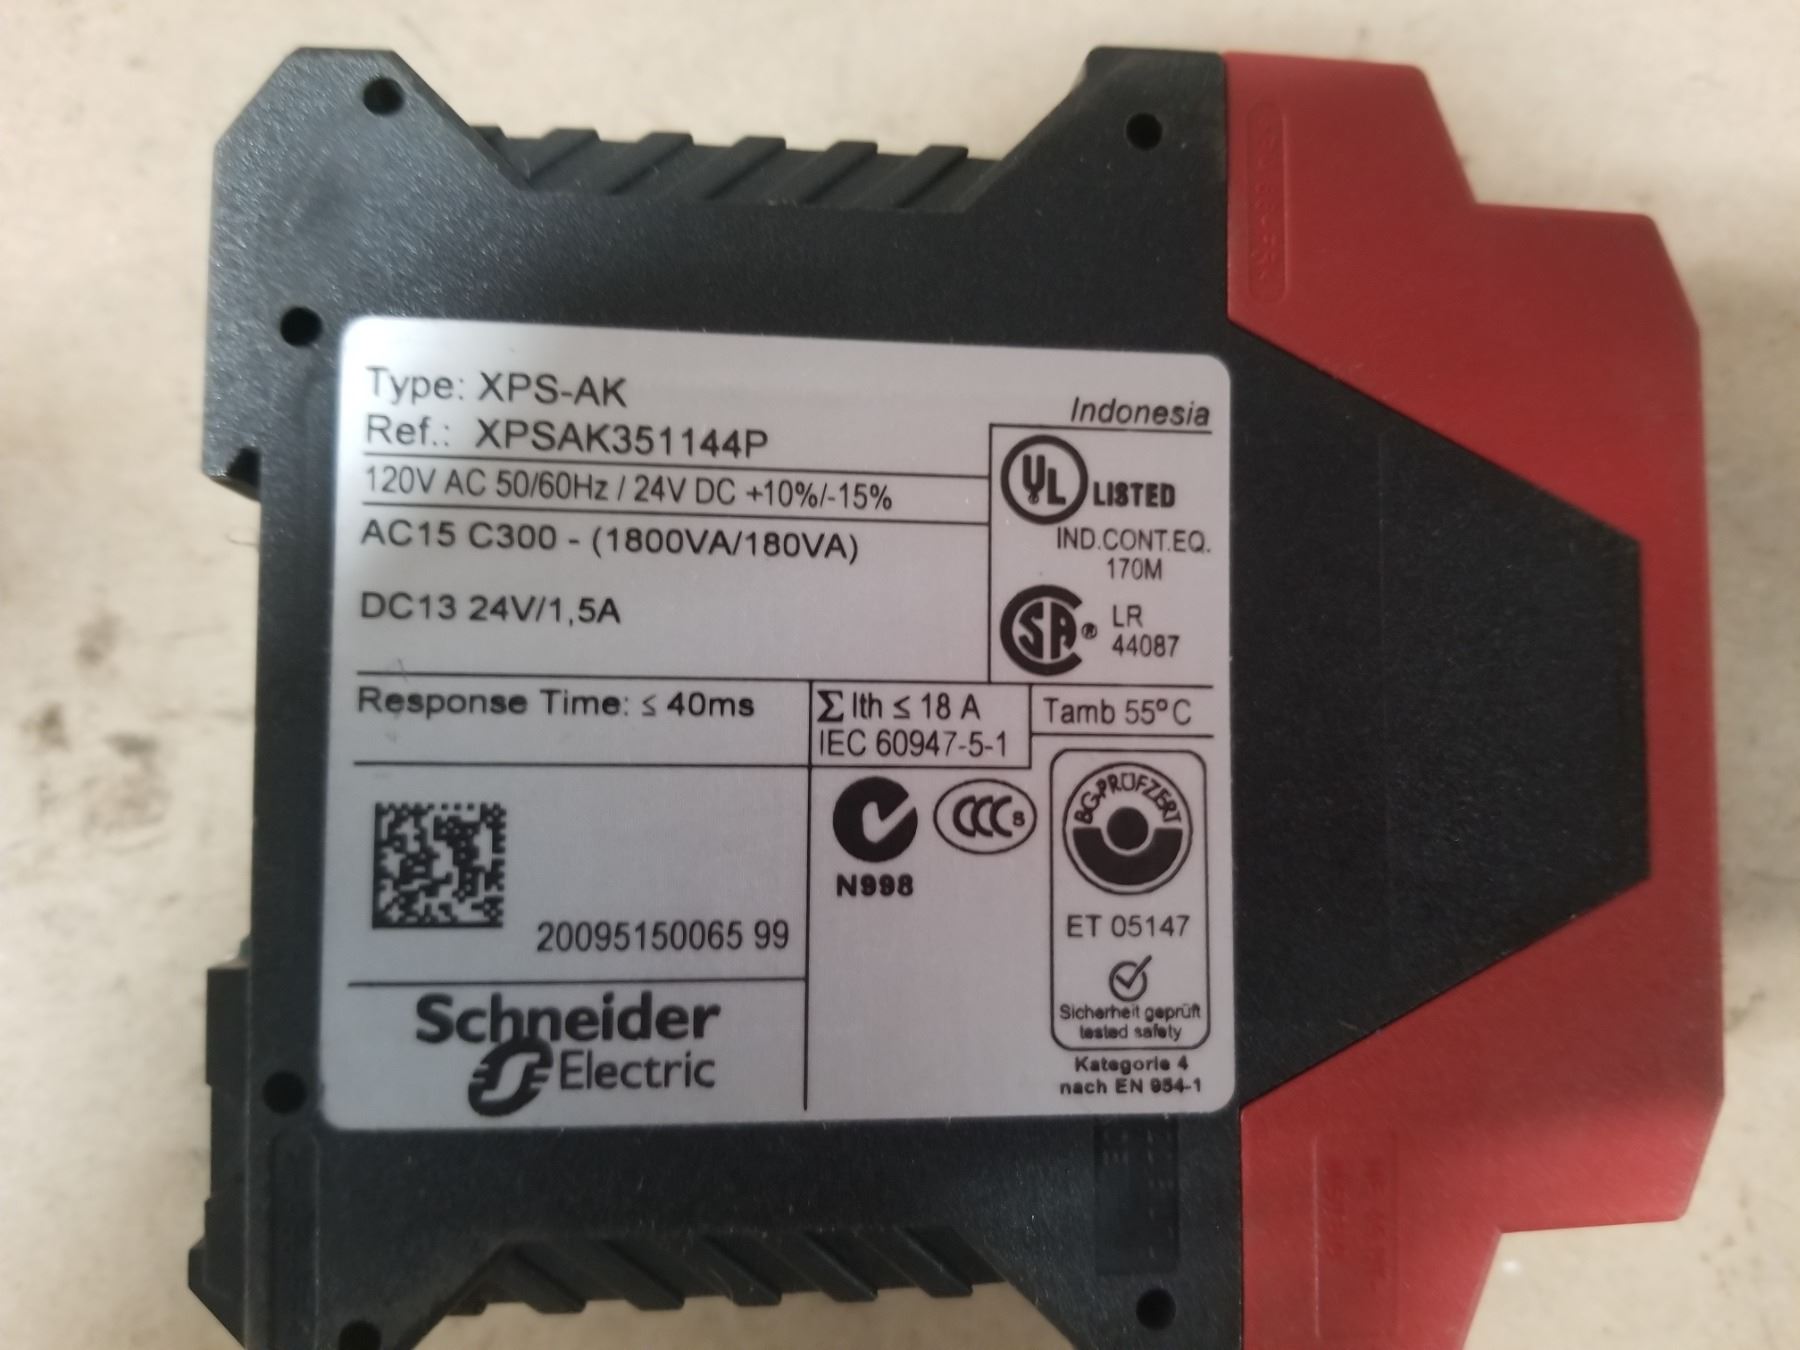 Type: XPS-AK
Ref.: XPSAK351144P
Indonesia
120V AC 50/60Hz / 24V DC +10%/-15%
AC15 C300 - (1800VA/180VA)
DC13 24V/1,5A
UL LISTED
IND.CONT.EQ.
170M
SA® LR
44087
Response Time: ≤ 40ms
Σ Ith ≤ 18 A
IEC 60947-5-1
Tamb 55°C
N998
CCC S
BG-PRÜFZERT
ET 05147
Sicherheit geprüft
tested safety
Kategorie 4
nach EN 954-1
20095150065 99
Schneider
Electric